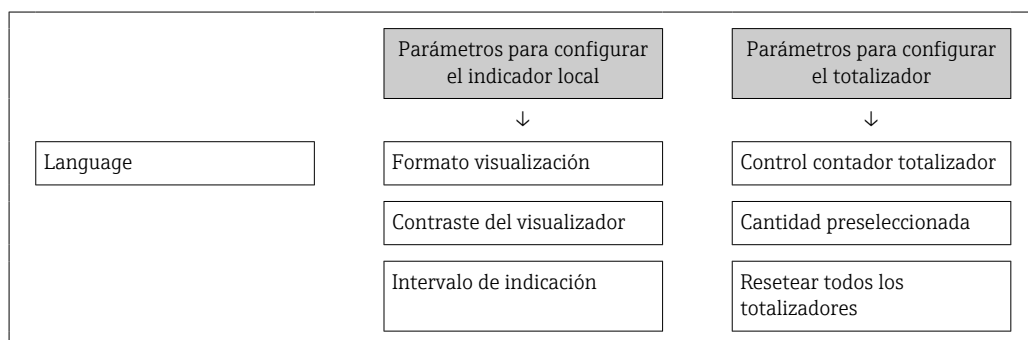 Parámetros para configurar
el indicador local
Parámetros para configurar
el totalizador
↓
↓
Language
Formato visualización
Control contador totalizador
Contraste del visualizador
Cantidad preseleccionada
Intervalo de indicación
Resetear todos los
totalizadores